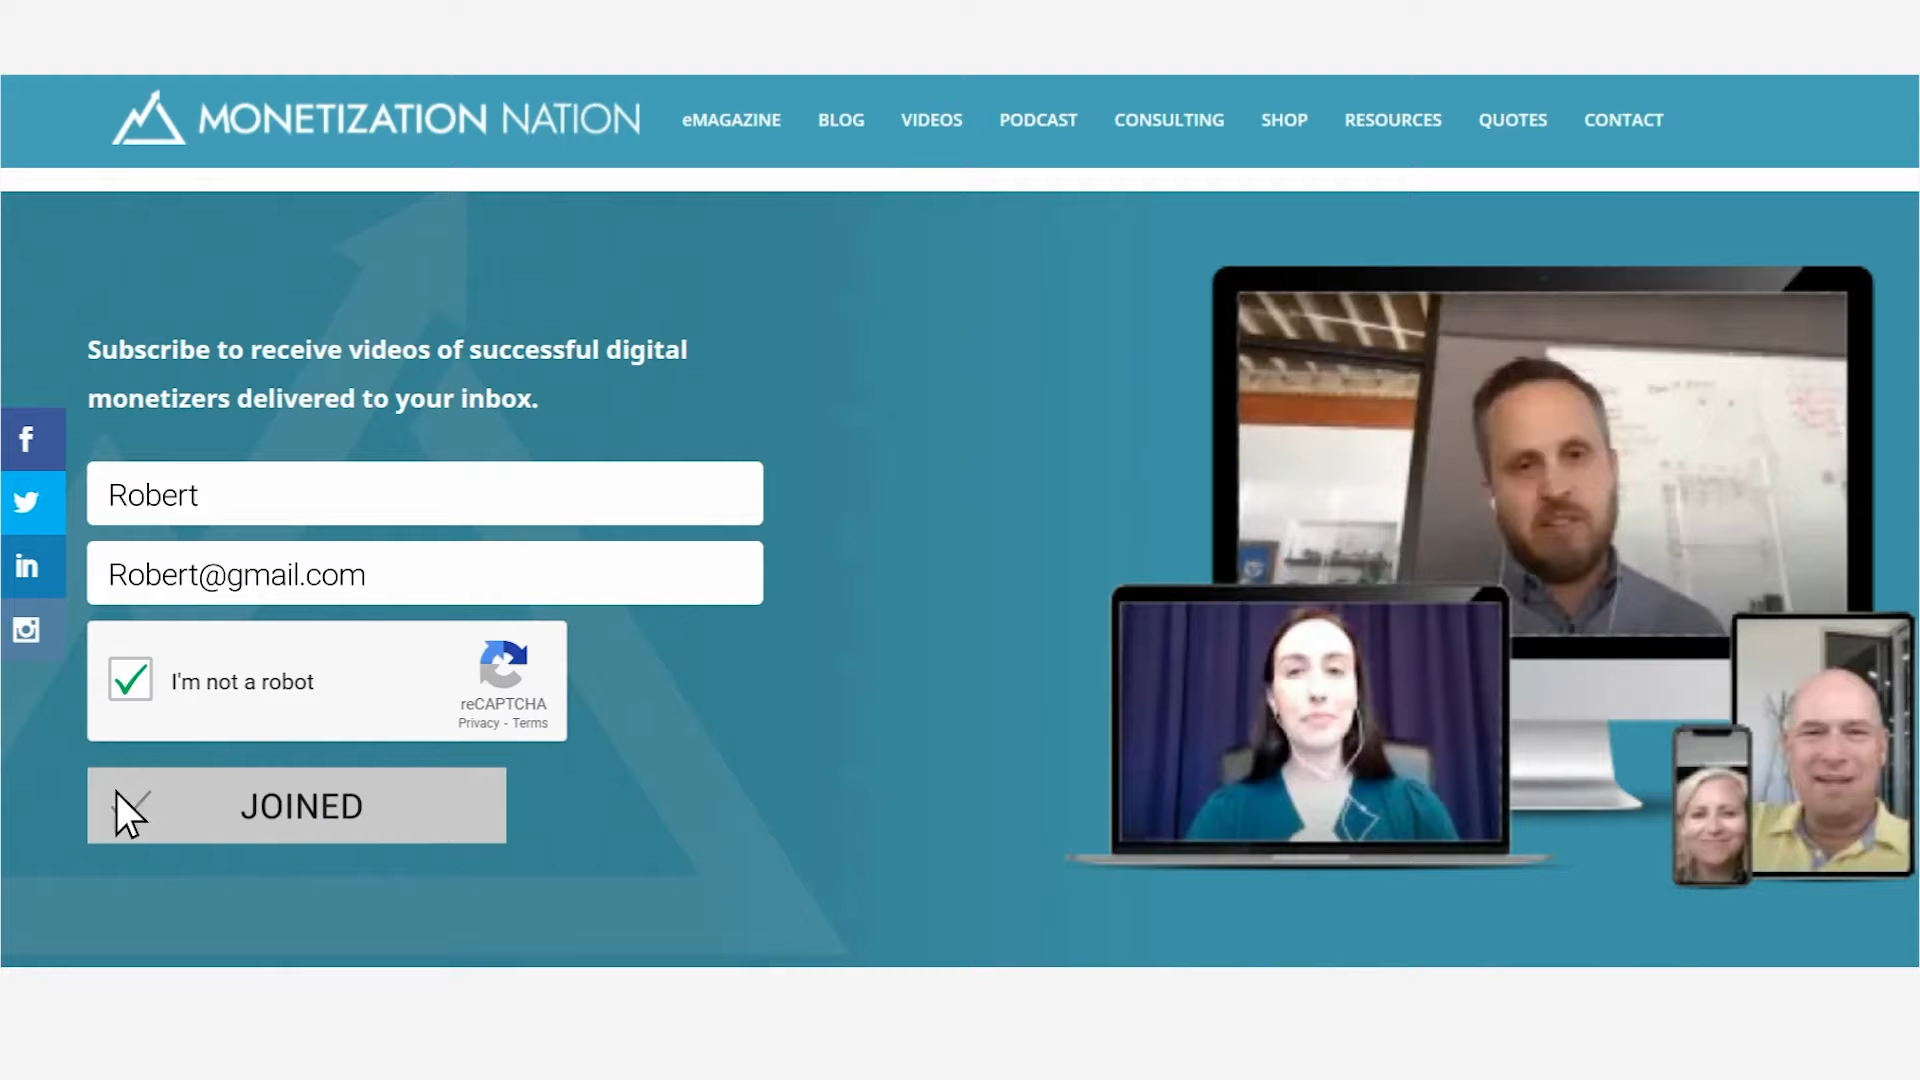 MONETIZATION NATION
eMAGAZINE BLOG VIDEOS PODCAST CONSULTING SHOP RESOURCES QUOTES CONTACT
Subscribe to receive videos of successful digital
monetizers delivered to your inbox.
Robert
Robert@gmail.com
I'm not a robot
reCAPTCHA
Privacy - Terms
JOINED